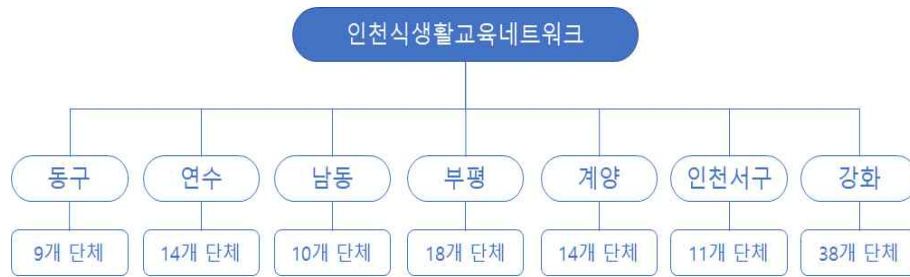 인천식생활교육네트워크
동구 연수 남동 부평 계양 인천서구 강화
9개 단체 14개 단체 10개 단체 18개 단체 14개 단체 11개 단체 38개 단체